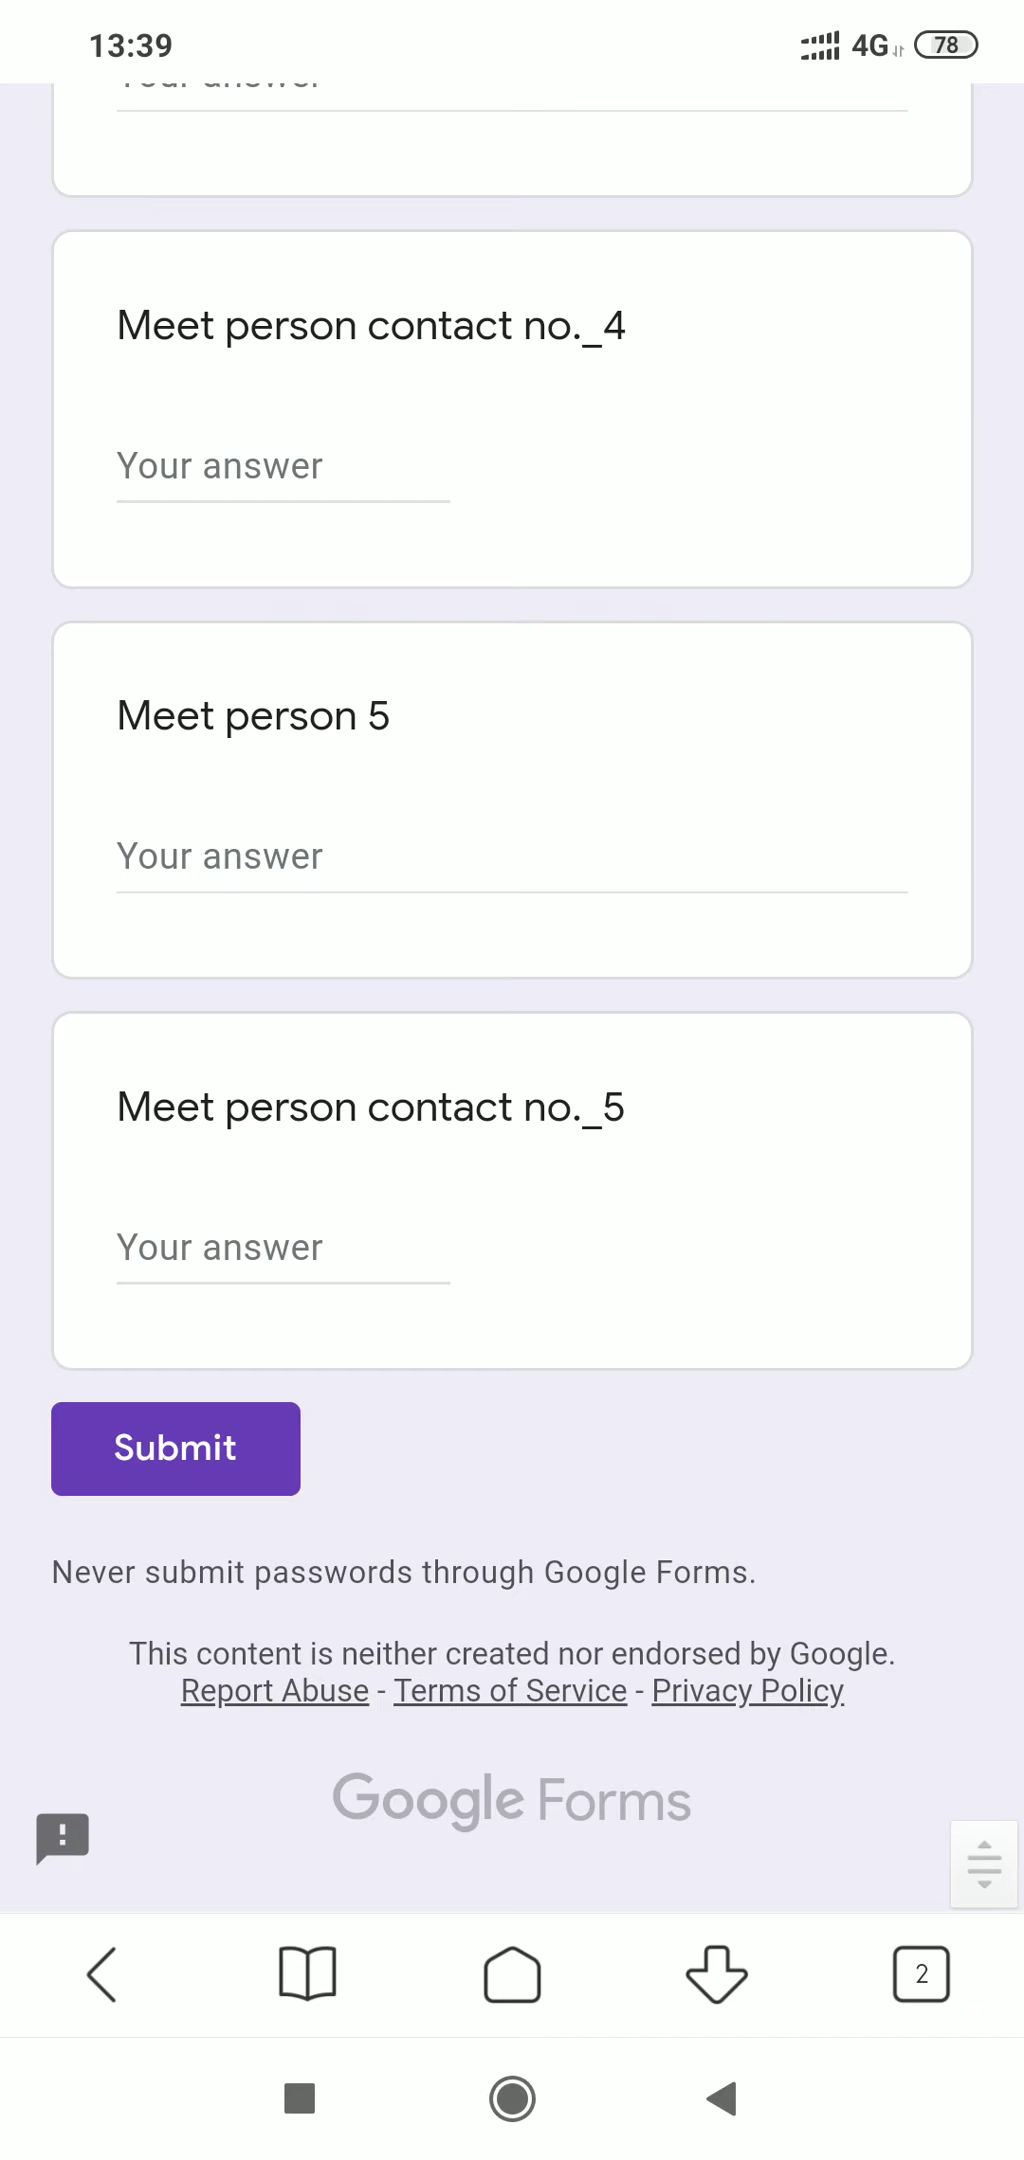 13:39
4G 78
Meet person contact no._4
Your answer
Meet person 5
Your answer
Meet person contact no._5
Your answer
Submit
Never submit passwords through Google Forms.
This content is neither created nor endorsed by Google.
Report Abuse - Terms of Service - Privacy Policy
Google Forms
2